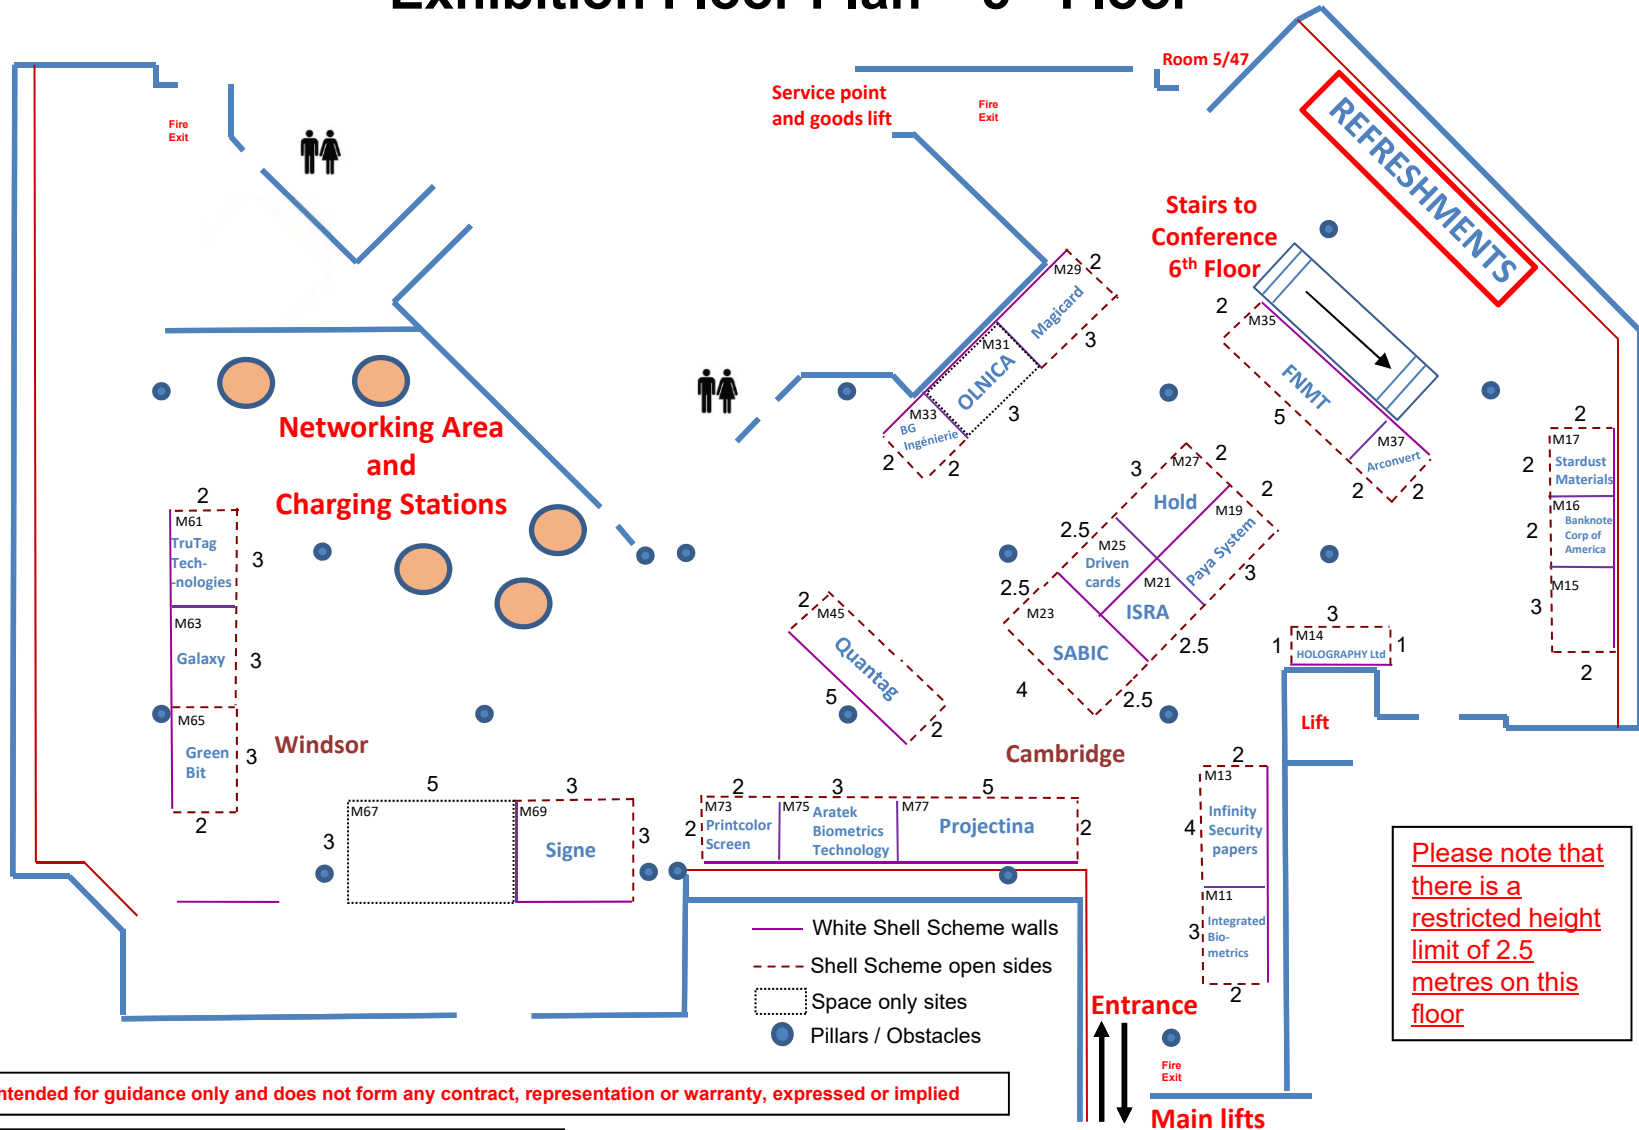 Room 5/47
Service point
and goods lift
Fire
Exit
Fire
Exit
REFRESHMENTS
Stairs to
Conference
6th Floor
M29
2
Magicard
3
M31
OLNICA
3
M33
BG
Ingénierie
2
2
2
M35
FNMT
5
M37
Arconvert
2
2
Networking Area
and
Charging Stations
2
M17
2
Stardust
Materials
M16
2
Banknote
Corp of
America
M15
3
2
3
M27
2
Hold
2
M19
Paya System
3
2.5
M25
Driven
cards
M21
ISRA
2.5
2.5
M23
SABIC
4
2.5
2
M61
TruTag
Tech-
-nologies
3
M63
Galaxy
3
M65
Green
Bit
3
2
2
M45
Quantag
5
2
3
M14
1
HOLOGRAPHY Ltd
1
Lift
Windsor
Cambridge
5
M67
3
3
M69
Signe
3
2
M73
2
Printcolor
Screen
3
M75
Aratek
Biometrics
Technology
5
M77
Projectina
2
2
M13
4
Infinity
Security
papers
M11
3
Integrated
Bio-
metrics
2
Please note that
there is a
restricted height
limit of 2.5
metres on this
floor
White Shell Scheme walls
Shell Scheme open sides
Space only sites
Pillars / Obstacles
Entrance
Fire
Exit
Main lifts
ntended for guidance only and does not form any contract, representation or warranty, expressed or implied